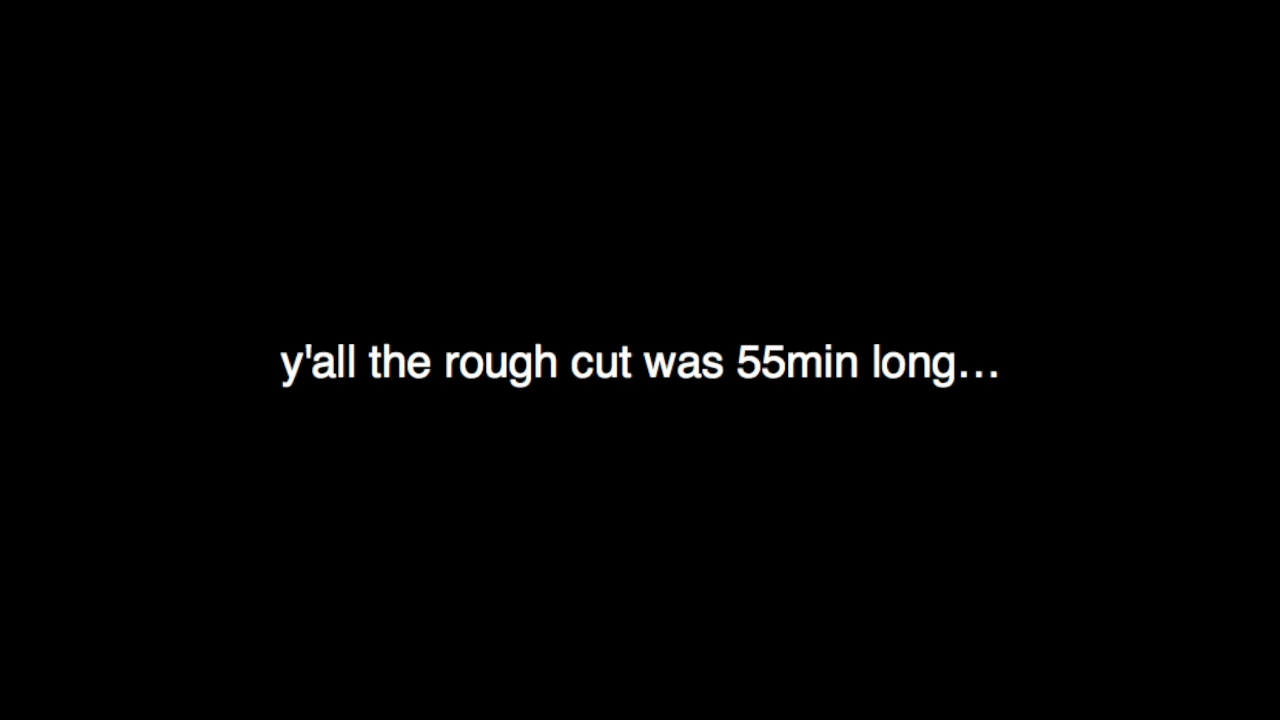 y'all the rough cut was 55min long…